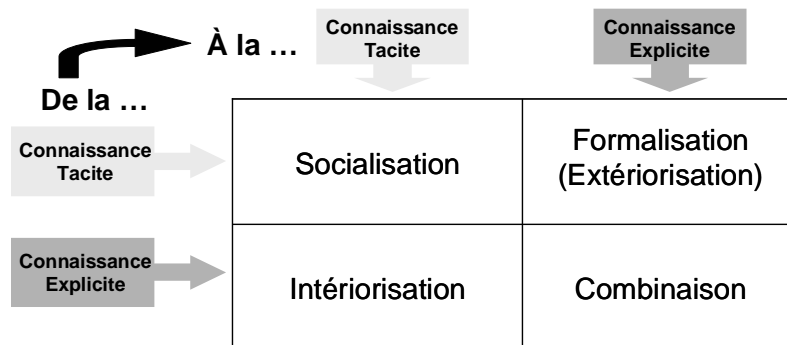 À la …
Connaissance
Tacite
Connaissance
Explicite
De la …
Connaissance
Tacite
Socialisation
Formalisation
(Extériorisation)
Connaissance
Explicite
Intériorisation
Combinaison